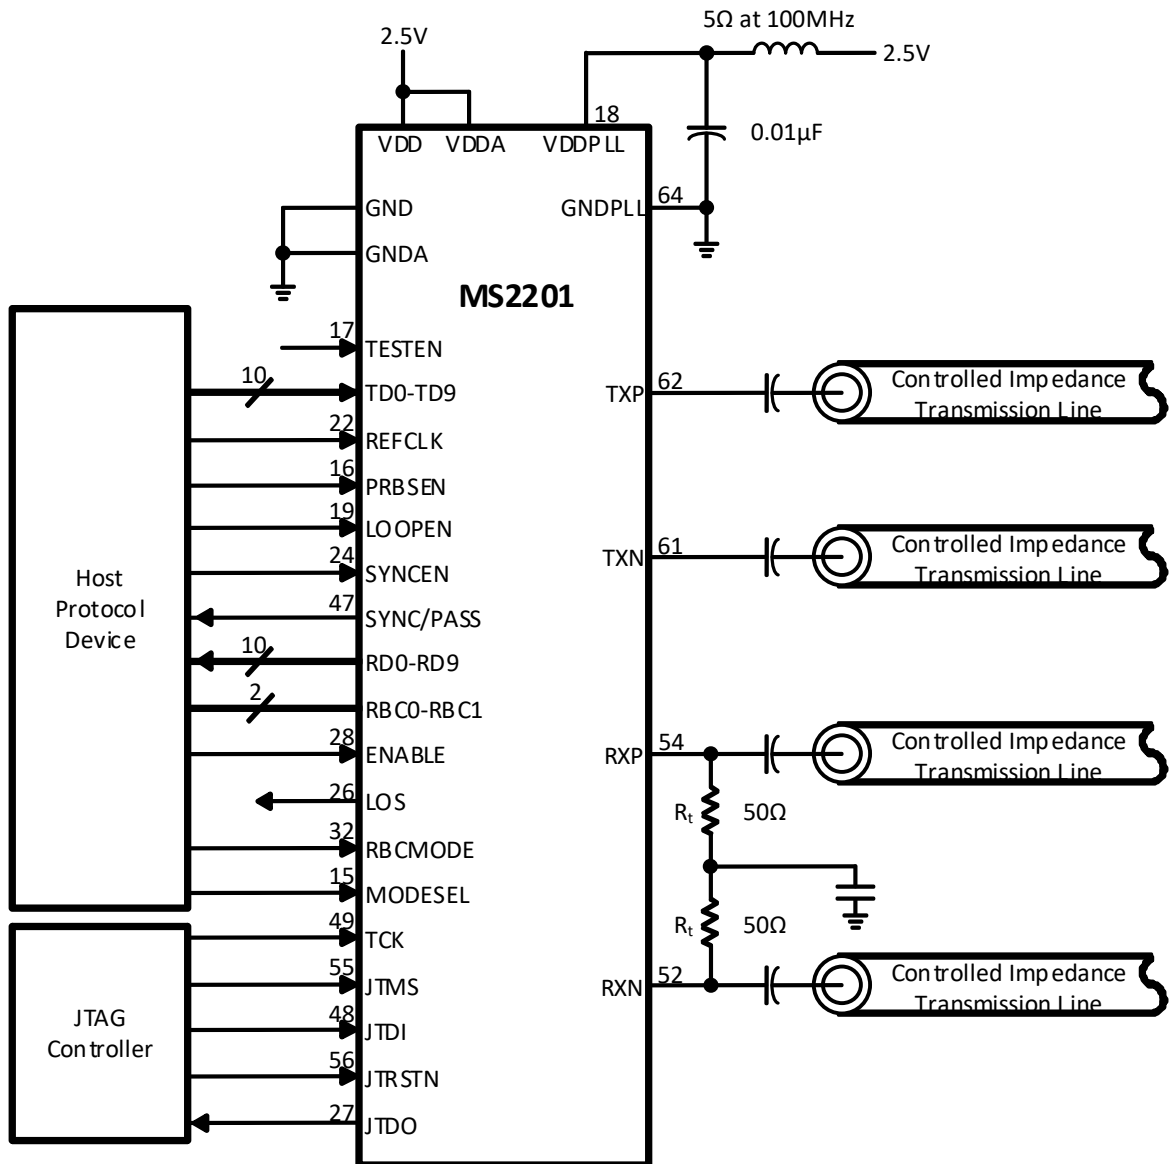 5Ω at 100MHz
2.5V
2.5V
18
VDD
VDDA
VDDPLL
0.01µF
GND
GNDPLL
64
GNDA
MS2201
17
TESTEN
10
TD0-TD9
22
REFCLK
16
PRBSEN
19
LOOPEN
24
SYNCEN
47
SYNC/PASS
10
RD0-RD9
2
RBC0-RBC1
28
ENABLE
26
LOS
32
RBCMODE
15
MODESEL
49
TCK
55
JTMS
48
JTDI
56
JTRSTN
27
JTDO
Host
Protocol
Device
JTAG
Controller
TXP
62
Controlled Impedance
Transmission Line
TXN
61
Controlled Impedance
Transmission Line
RXP
54
Controlled Impedance
Transmission Line
Rt
50Ω
Rt
50Ω
RXN
52
Controlled Impedance
Transmission Line